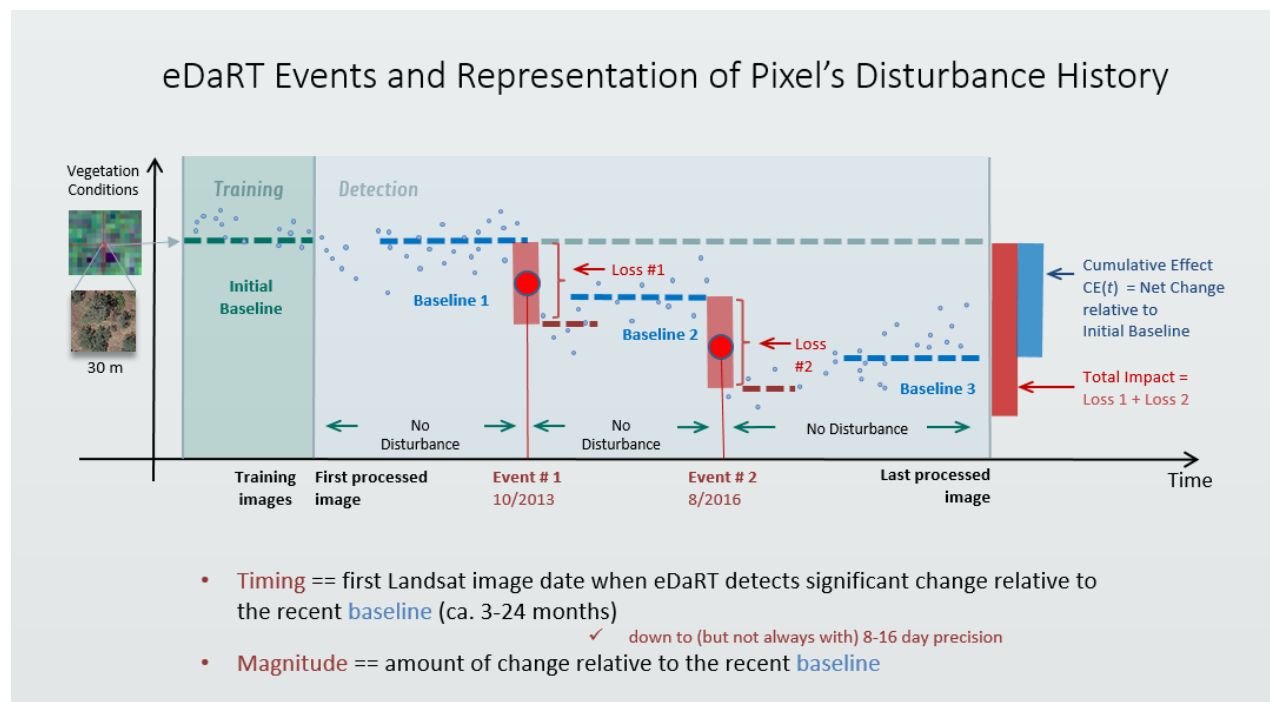 eDaRT Events and Representation of Pixel's Disturbance History
Vegetation
Conditions
30 m
Training
Detection
Initial
Baseline
Baseline 1
Loss #1
Baseline 2
Loss
#2
Baseline 3
No
Disturbance
No
Disturbance
No Disturbance
Cumulative Effect
CE(t) = Net Change
relative to
Initial Baseline
Total Impact =
Loss 1 + Loss 2
Training
images
First processed
image
Event # 1
10/2013
Event # 2
8/2016
Last processed
image
Time
• Timing == first Landsat image date when eDaRT detects significant change relative to
the recent baseline (ca. 3-24 months)
✓ down to (but not always with) 8-16 day precision
• Magnitude == amount of change relative to the recent baseline